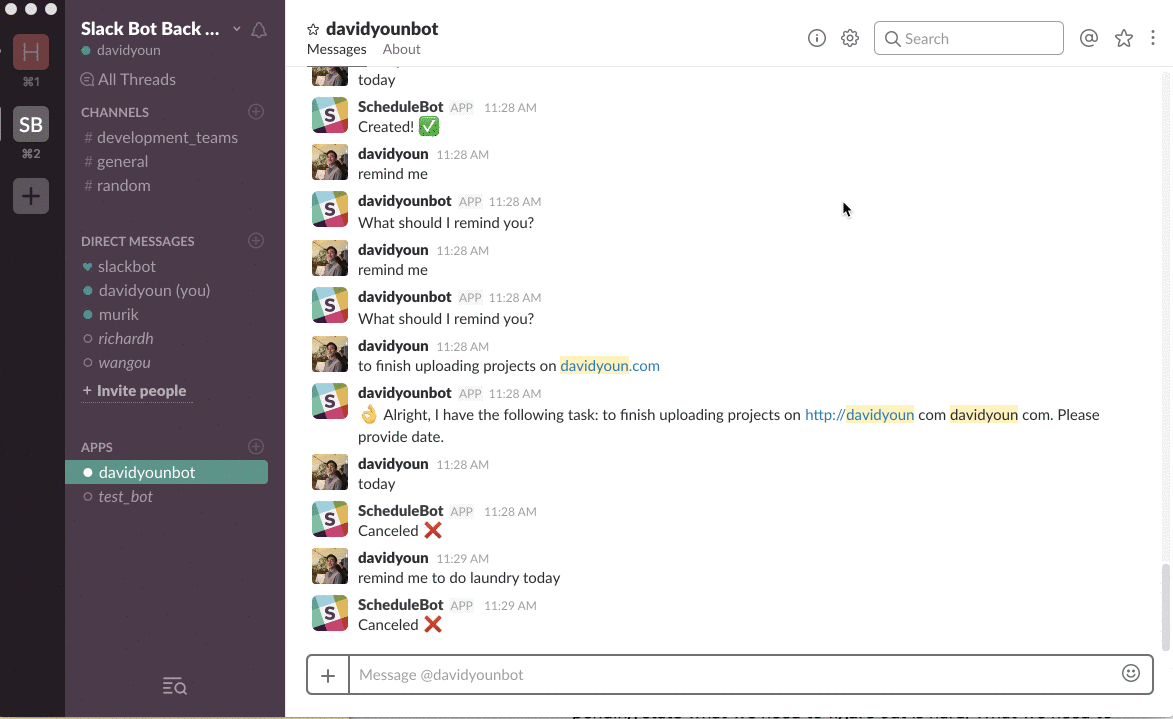 H
⌘1
SB
⌘2
Slack Bot Back ...
davidyoun
All Threads
CHANNELS
# development_teams
# general
# random
DIRECT MESSAGES
slackbot
davidyoun (you)
murik
richardh
wangou
+ Invite people
APPS
davidyounbot
test_bot
davidyounbot
Messages About
Search
today
ScheduleBot APP 11:28 AM
Created! ✅
davidyoun 11:28 AM
remind me
davidyounbot APP 11:28 AM
What should I remind you?
davidyoun 11:28 AM
remind me
davidyounbot APP 11:28 AM
What should I remind you?
davidyoun 11:28 AM
to finish uploading projects on davidyoun.com
davidyounbot APP 11:28 AM
👌 Alright, I have the following task: to finish uploading projects on http://davidyoun com davidyoun com. Please
provide date.
davidyoun 11:28 AM
today
ScheduleBot APP 11:28 AM
Canceled ❌
davidyoun 11:29 AM
remind me to do laundry today
ScheduleBot APP 11:29 AM
Canceled ❌
Message @davidyounbot